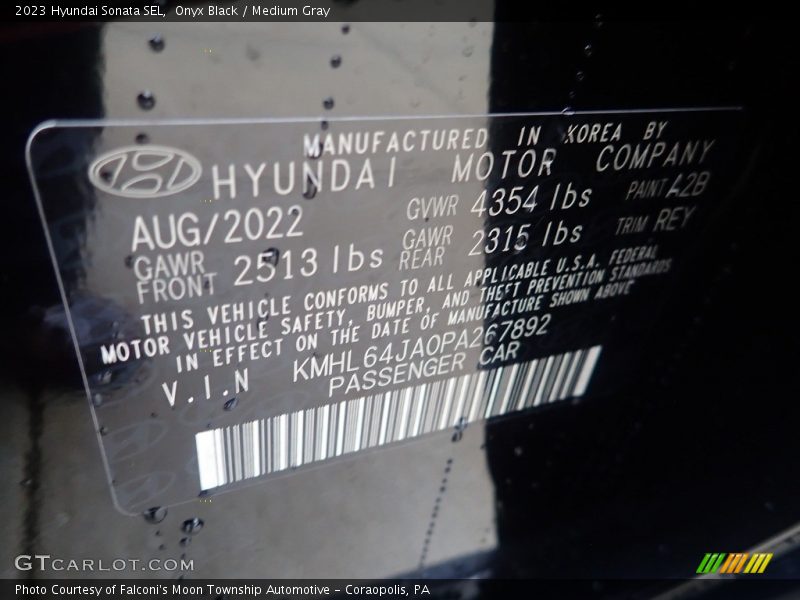 2023 Hyundai Sonata SEL, Onyx Black / Medium Gray
MANUFACTURED IN KOREA BY
HYUNDAI MOTOR COMPANY
AUG/2022 GVWR 4354 lbs PAINT A2B
GAWR FRONT 2513 lbs GAWR REAR 2315 lbs TRIM REY
THIS VEHICLE CONFORMS TO ALL APPLICABLE U.S.A. FEDERAL
MOTOR VEHICLE SAFETY, BUMPER, AND THEFT PREVENTION STANDARDS
IN EFFECT ON THE DATE OF MANUFACTURE SHOWN ABOVE
V.I.N KMHL64JA0PA267892
PASSENGER CAR
GTCARLOT.COM
Photo Courtesy of Falconi's Moon Township Automotive – Coraopolis, PA